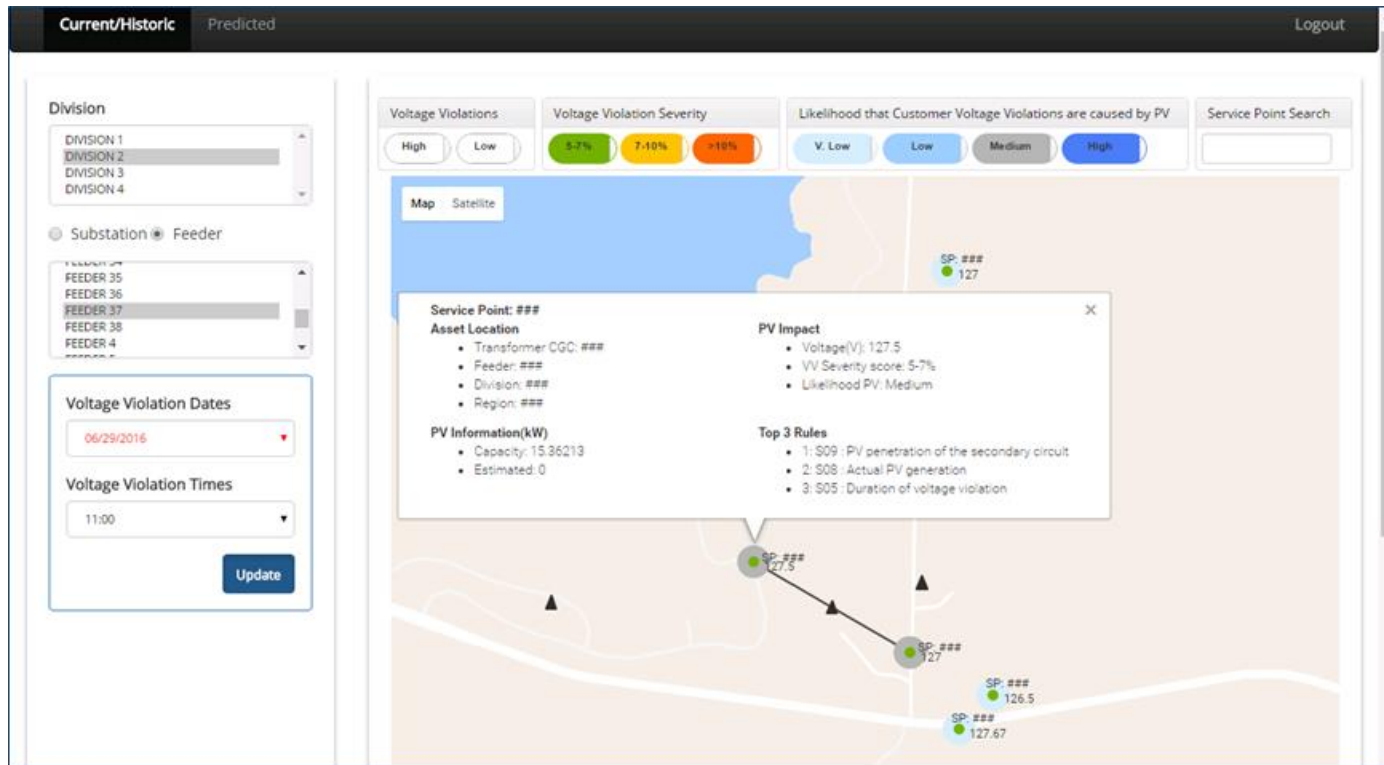 Current/Historic Predicted Logout
Division
DIVISION 1
DIVISION 2
DIVISION 3
DIVISION 4
Substation Feeder
FEEDER 35
FEEDER 36
FEEDER 37
FEEDER 38
FEEDER 4
Voltage Violation Dates
06/29/2016
Voltage Violation Times
11:00
Update
Voltage Violations
High Low
Voltage Violation Severity
5-7% 7-10% >10%
Likelihood that Customer Voltage Violations are caused by PV
V. Low Low Medium High
Service Point Search
Map Satellite
SP: ###
127
Service Point: ###
Asset Location
Transformer CGC: ###
Feeder: ###
Division: ###
Region: ###
PV Information(kW)
Capacity: 15.36213
Estimated: 0
PV Impact
Voltage(V): 127.5
VV Severity score: 5-7%
Likelihood PV: Medium
Top 3 Rules
1: S09 : PV penetration of the secondary circuit
2: S08 : Actual PV generation
3: S05 : Duration of voltage violation
SP: ###
127.5
SP: ###
127
SP: ###
126.5
SP: ###
127.67